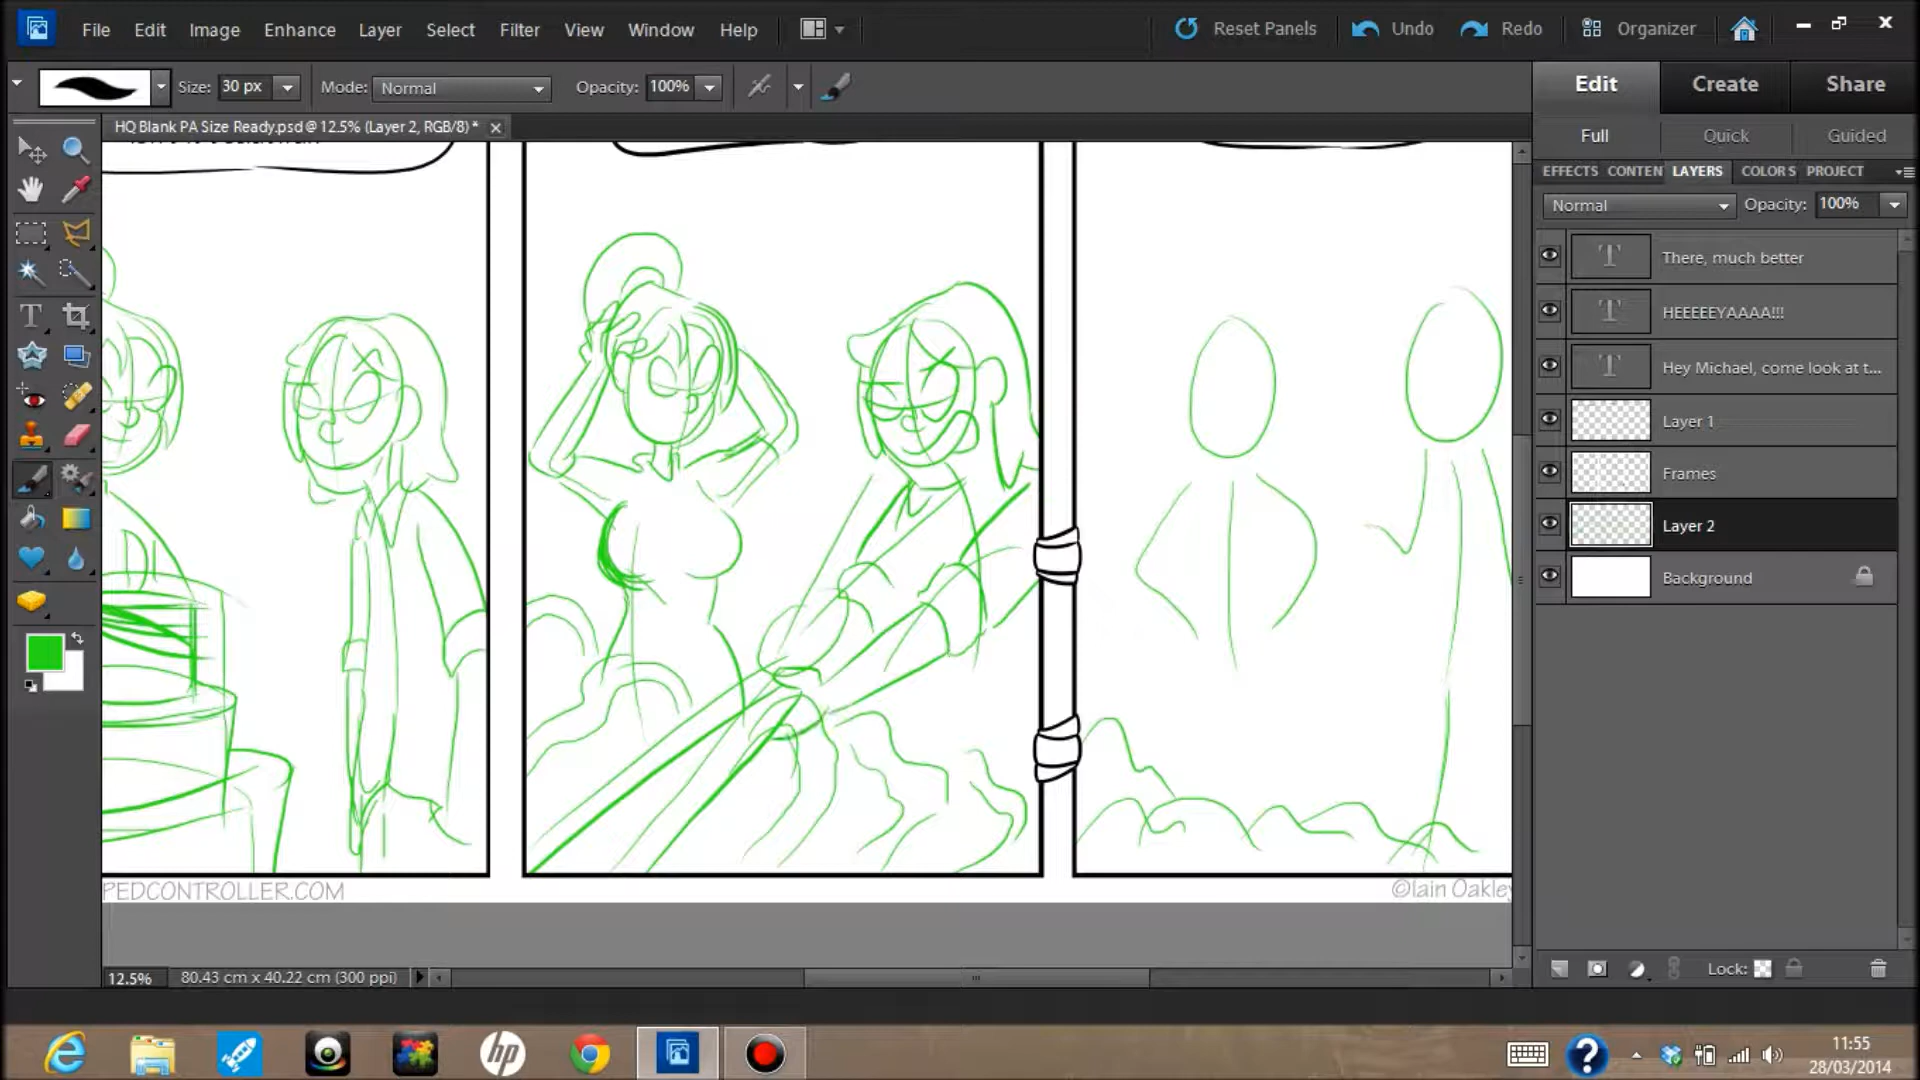 File Edit Image Enhance Layer Select Filter View Window Help Reset Panels Undo Redo Organizer
Size: 30 px Mode: Normal Opacity: 100%
Edit Create Share
HQ Blank PA Size Ready.psd @ 12.5% (Layer 2, RGB/8) *
Full Quick Guided
EFFECTS CONTEN LAYERS COLORS PROJECT
Normal Opacity: 100%
There, much better
HEEEEEYAAAA!!!
Hey Michael, come look at t...
Layer 1
Frames
Layer 2
Background
PEDCONTROLLER.COM
©Iain Oakley
12.5% 80.43 cm x 40.22 cm (300 ppi)
Lock:
11:55
28/03/2014